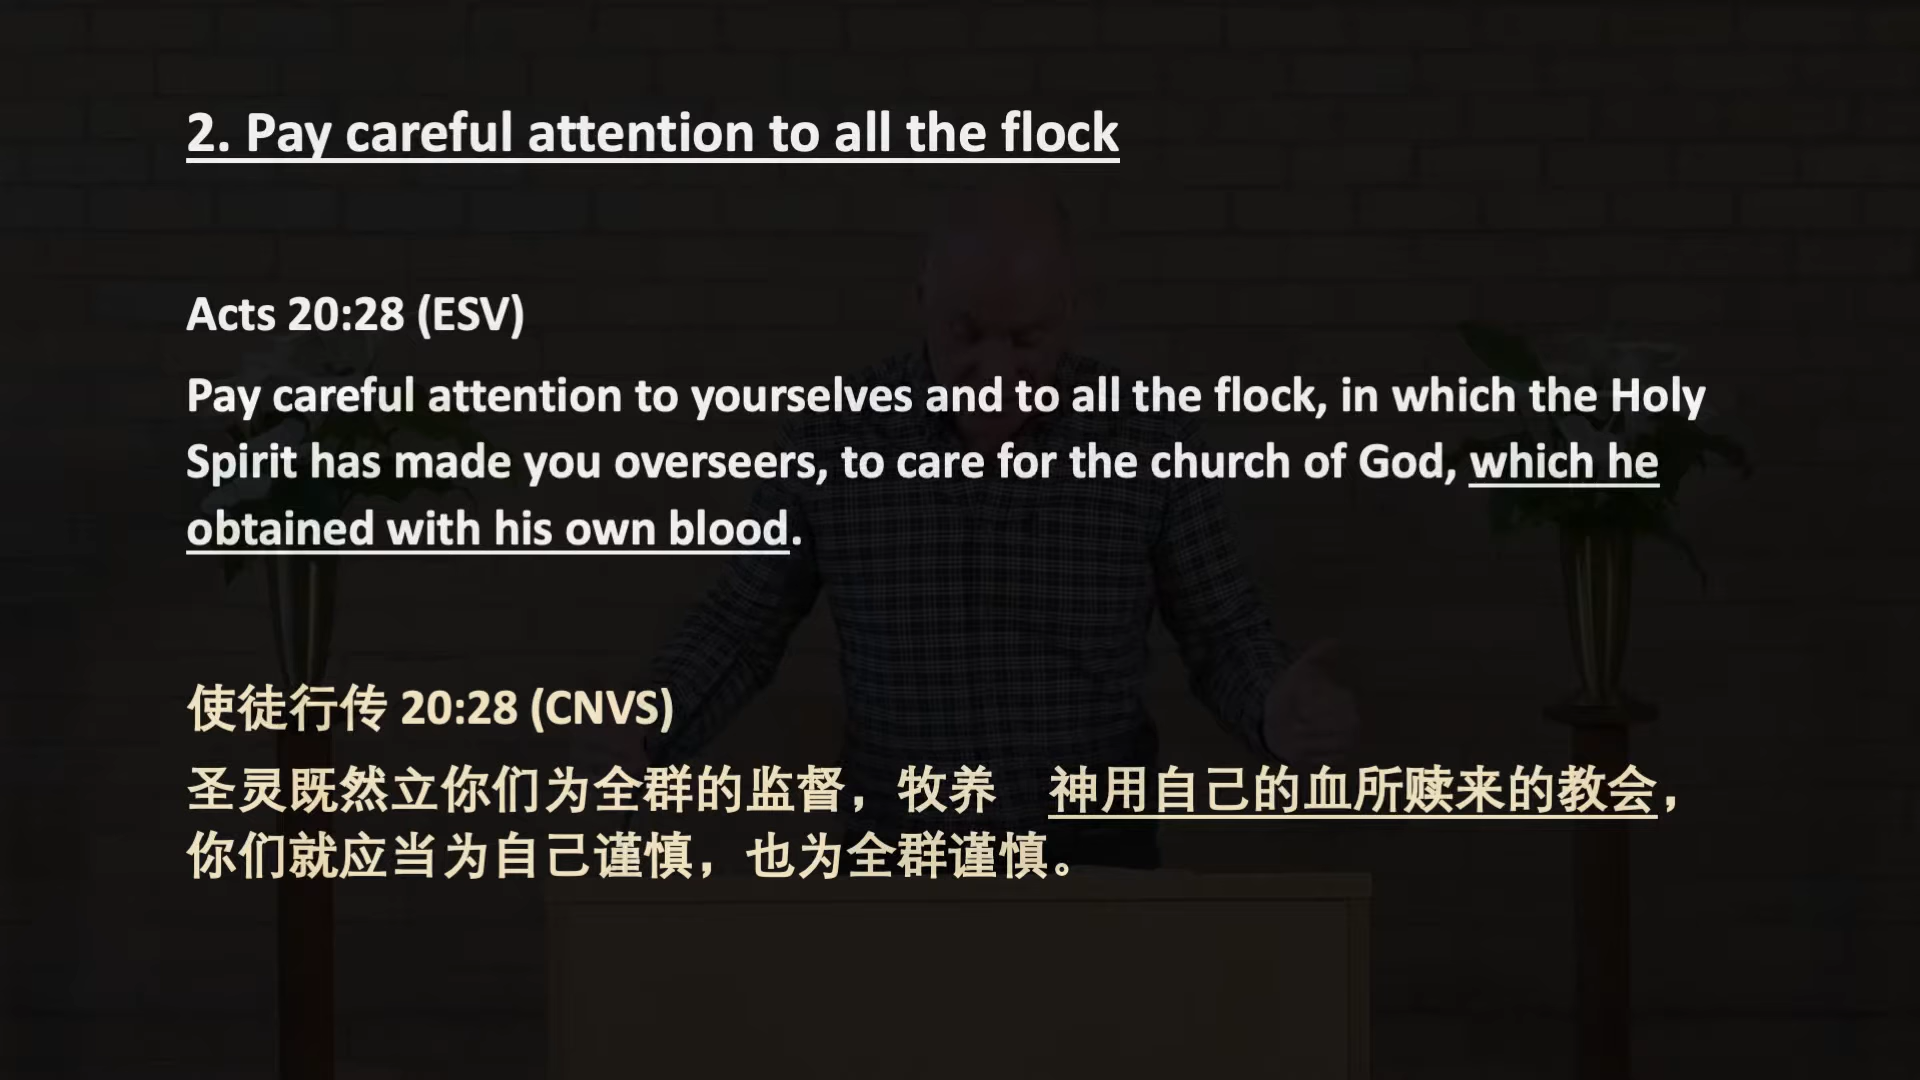 2. Pay careful attention to all the flock
Acts 20:28 (ESV)
Pay careful attention to yourselves and to all the flock, in which the Holy
Spirit has made you overseers, to care for the church of God, which he
obtained with his own blood.
使徒行传 20:28 (CNVS)
圣灵既然立你们为全群的监督，牧养　神用自己的血所赎来的教会，
你们就应当为自己谨慎，也为全群谨慎。